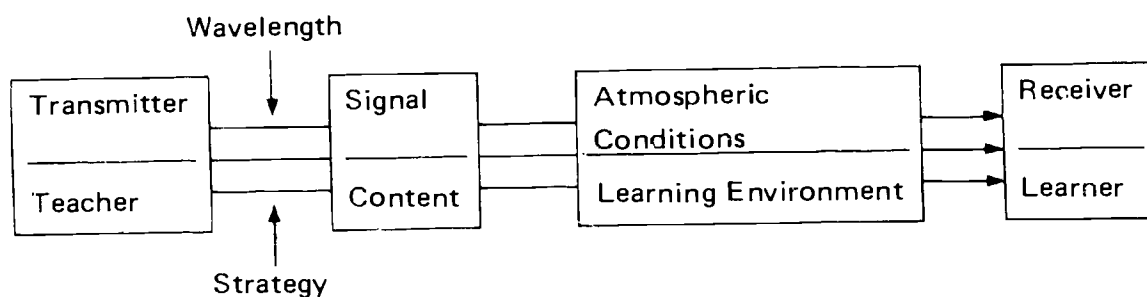 Wavelength
Transmitter
Teacher
Strategy
Signal
Content
Atmospheric
Conditions
Learning Environment
Receiver
Learner